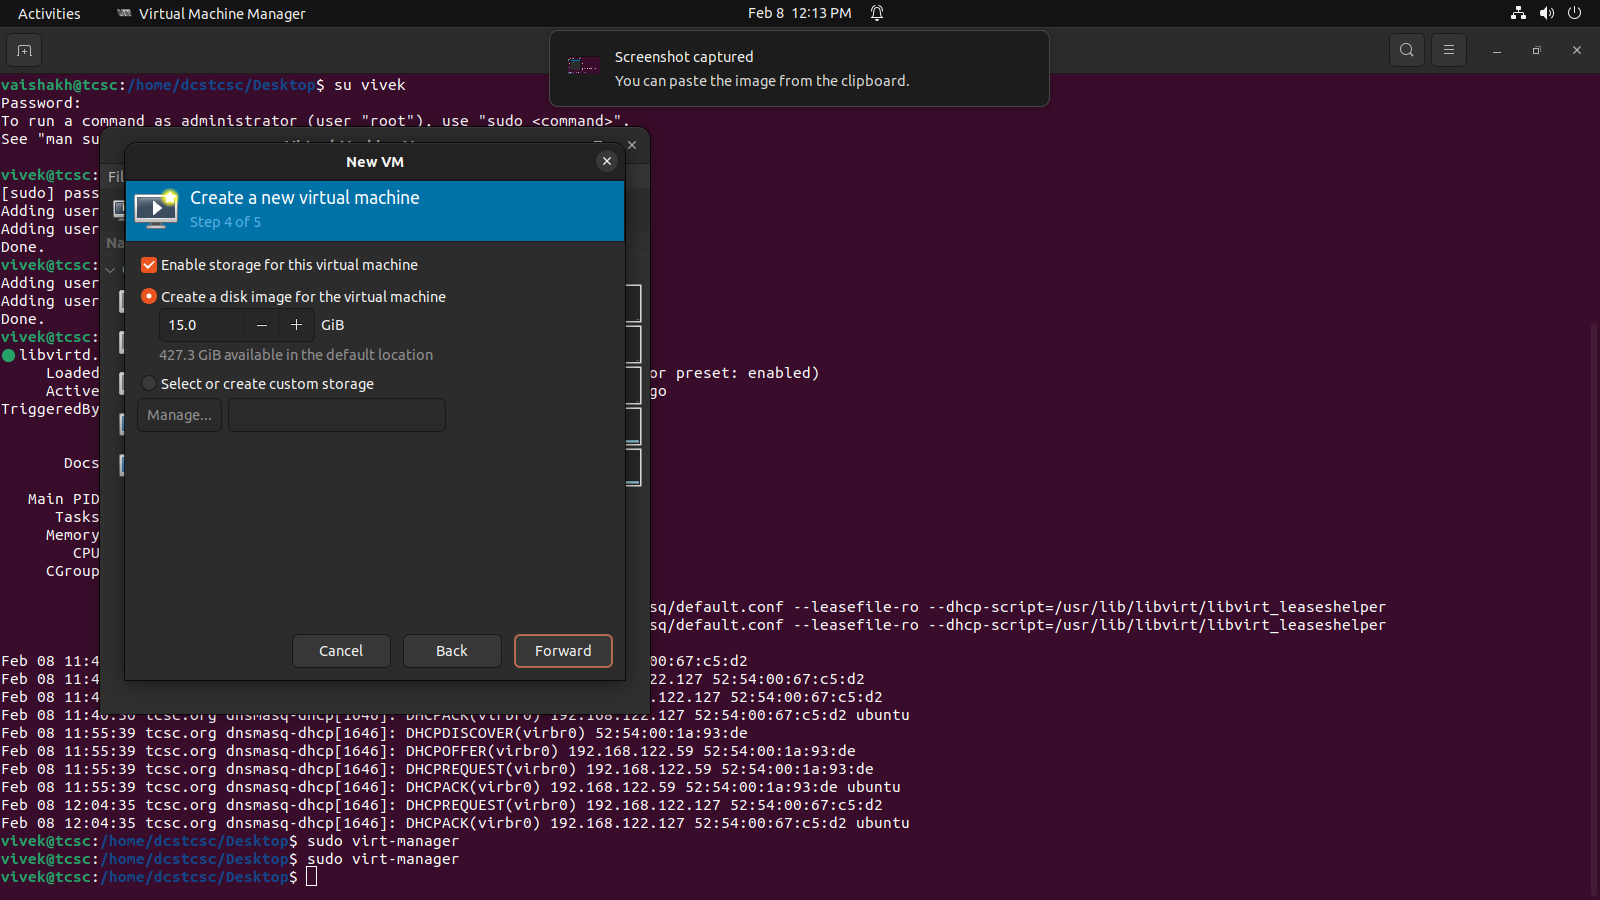 Activities
Virtual Machine Manager
Feb 8 12:13 PM
Screenshot captured
You can paste the image from the clipboard.
vaishakh@tcsc:/home/dcstcsc/Desktop$ su vivek
Password:
To run a command as administrator (user "root"), use "sudo <command>".
See "man su
New VM
Create a new virtual machine
Step 4 of 5
Enable storage for this virtual machine
Create a disk image for the virtual machine
15.0 − + GiB
427.3 GiB available in the default location
Select or create custom storage
Manage...
Cancel
Back
Forward
Fil
Na
vivek@tcsc:
[sudo] pass
Adding user
Adding user
Done.
vivek@tcsc:
Adding user
Adding user
Done.
vivek@tcsc:
libvirtd.
Loaded or preset: enabled)
Active go
TriggeredBy
Docs
Main PID
Tasks
Memory
CPU
CGroup
sq/default.conf --leasefile-ro --dhcp-script=/usr/lib/libvirt/libvirt_leaseshelper
sq/default.conf --leasefile-ro --dhcp-script=/usr/lib/libvirt/libvirt_leaseshelper
Feb 08 11:4 00:67:c5:d2
Feb 08 11:4 22.127 52:54:00:67:c5:d2
Feb 08 11:4 .122.127 52:54:00:67:c5:d2
Feb 08 11:46:36 tcsc.org dnsmasq-dhcp[1646]: DHCPACK(virbr0) 192.168.122.127 52:54:00:67:c5:d2 ubuntu
Feb 08 11:55:39 tcsc.org dnsmasq-dhcp[1646]: DHCPDISCOVER(virbr0) 52:54:00:1a:93:de
Feb 08 11:55:39 tcsc.org dnsmasq-dhcp[1646]: DHCPOFFER(virbr0) 192.168.122.59 52:54:00:1a:93:de
Feb 08 11:55:39 tcsc.org dnsmasq-dhcp[1646]: DHCPREQUEST(virbr0) 192.168.122.59 52:54:00:1a:93:de
Feb 08 11:55:39 tcsc.org dnsmasq-dhcp[1646]: DHCPACK(virbr0) 192.168.122.59 52:54:00:1a:93:de ubuntu
Feb 08 12:04:35 tcsc.org dnsmasq-dhcp[1646]: DHCPREQUEST(virbr0) 192.168.122.127 52:54:00:67:c5:d2
Feb 08 12:04:35 tcsc.org dnsmasq-dhcp[1646]: DHCPACK(virbr0) 192.168.122.127 52:54:00:67:c5:d2 ubuntu
vivek@tcsc:/home/dcstcsc/Desktop$ sudo virt-manager
vivek@tcsc:/home/dcstcsc/Desktop$ sudo virt-manager
vivek@tcsc:/home/dcstcsc/Desktop$